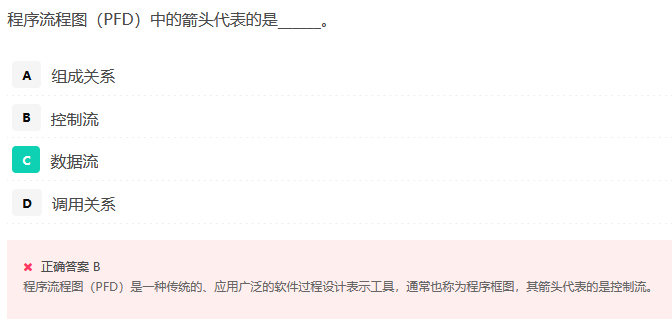 程序流程图（PFD）中的箭头代表的是______。
A 组成关系
B 控制流
C 数据流
D 调用关系
✖ 正确答案 B
程序流程图（PFD）是一种传统的、应用广泛的软件过程设计表示工具，通常也称为程序框图，其箭头代表的是控制流。